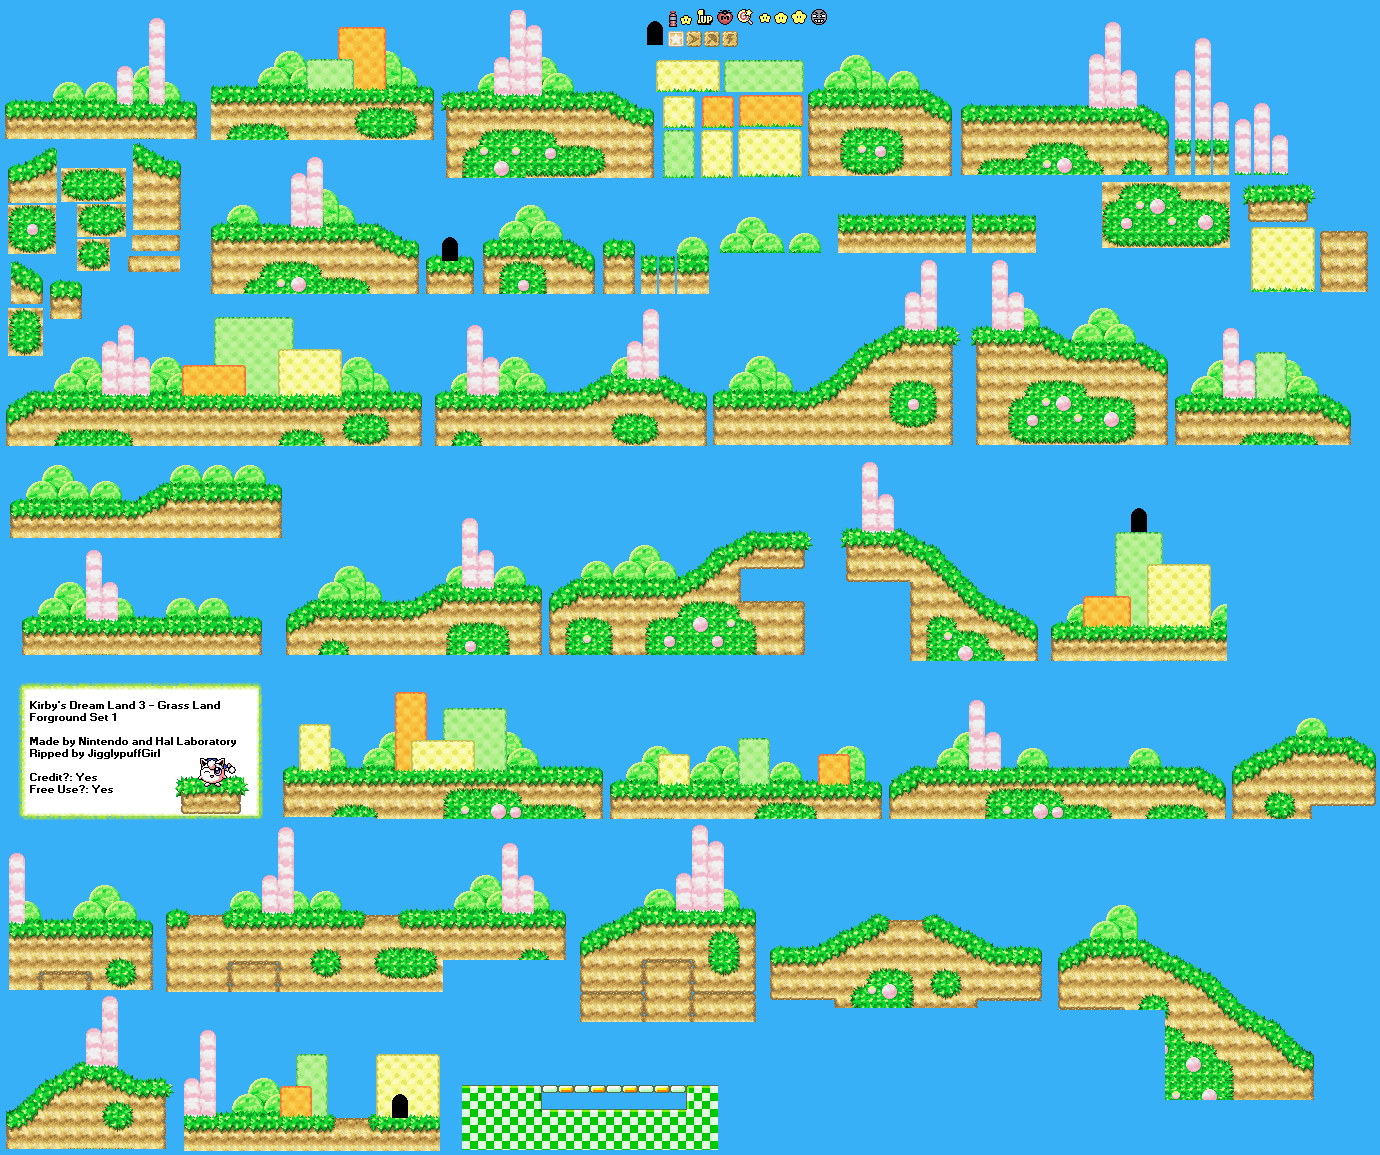 1UP
Kirby's Dream Land 3 - Grass Land
Forground Set 1
Made by Nintendo and Hal Laboratory
Ripped by JigglypuffGirl
Credit?: Yes
Free Use?: Yes